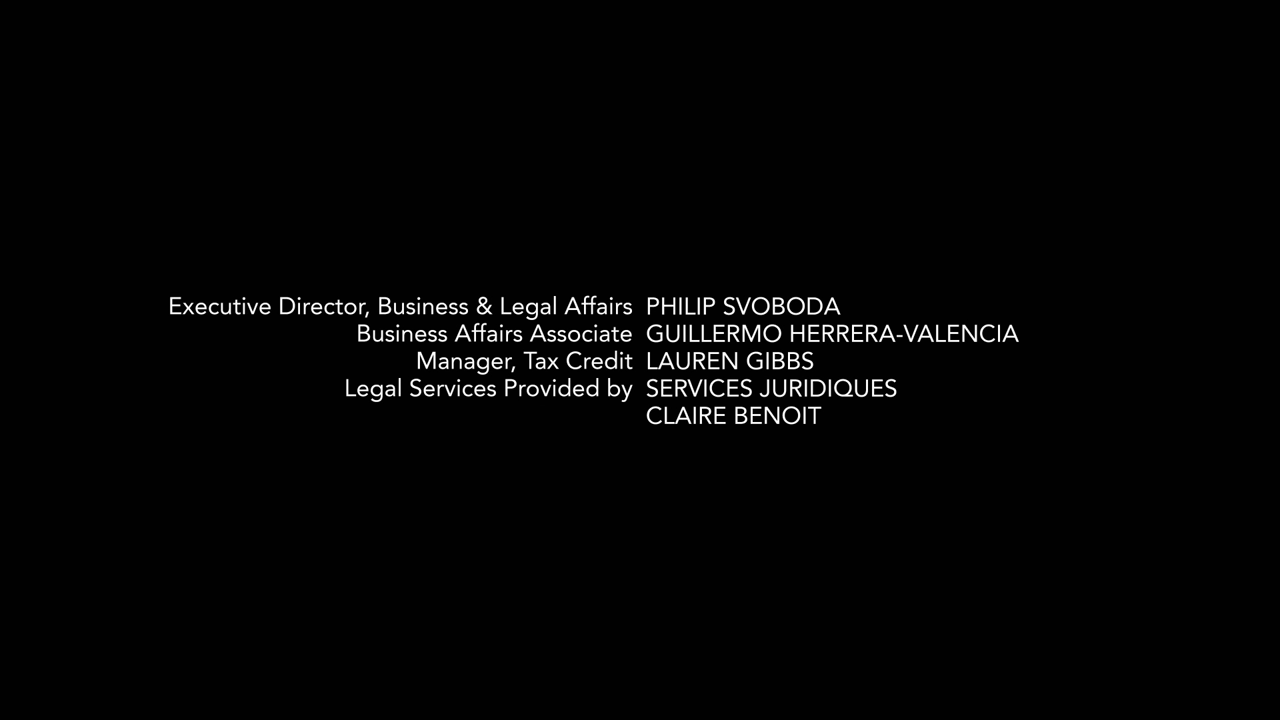 Executive Director, Business & Legal Affairs PHILIP SVOBODA
Business Affairs Associate GUILLERMO HERRERA-VALENCIA
Manager, Tax Credit LAUREN GIBBS
Legal Services Provided by SERVICES JURIDIQUES
CLAIRE BENOIT